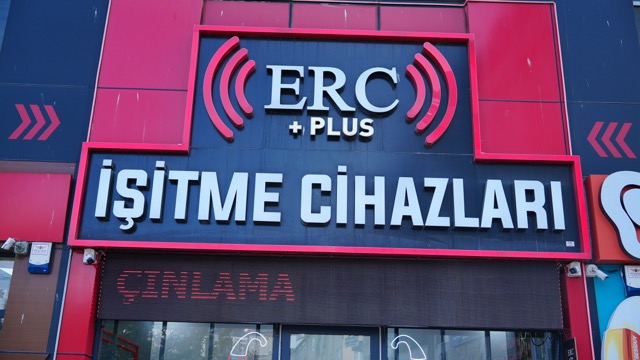 ERC
+ PLUS
İŞİTME CİHAZLARI
ÇINLAMA